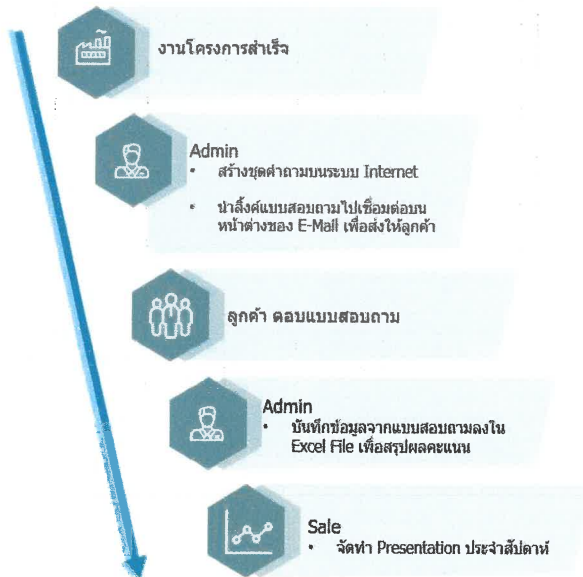 งานโครงการสำเร็จ
Admin
• สร้างชุดคำถามบนระบบ Internet
• นำลิ้งค์แบบสอบถามไปเชื่อมต่อบน
หน้าต่างของ E-Mail เพื่อส่งให้ลูกค้า
ลูกค้า ตอบแบบสอบถาม
Admin
• บันทึกข้อมูลจากแบบสอบถามลงใน
Excel File เพื่อสรุปผลคะแนน
Sale
• จัดทำ Presentation ประจำสัปดาห์